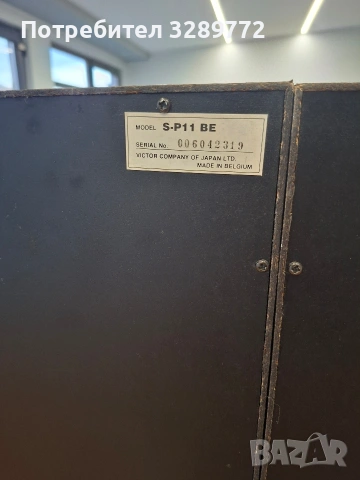 Потребител 3289772
MODEL S-P11 BE
SERIAL No. 006042319
VICTOR COMPANY OF JAPAN LTD.
MADE IN BELGIUM
BAZAR